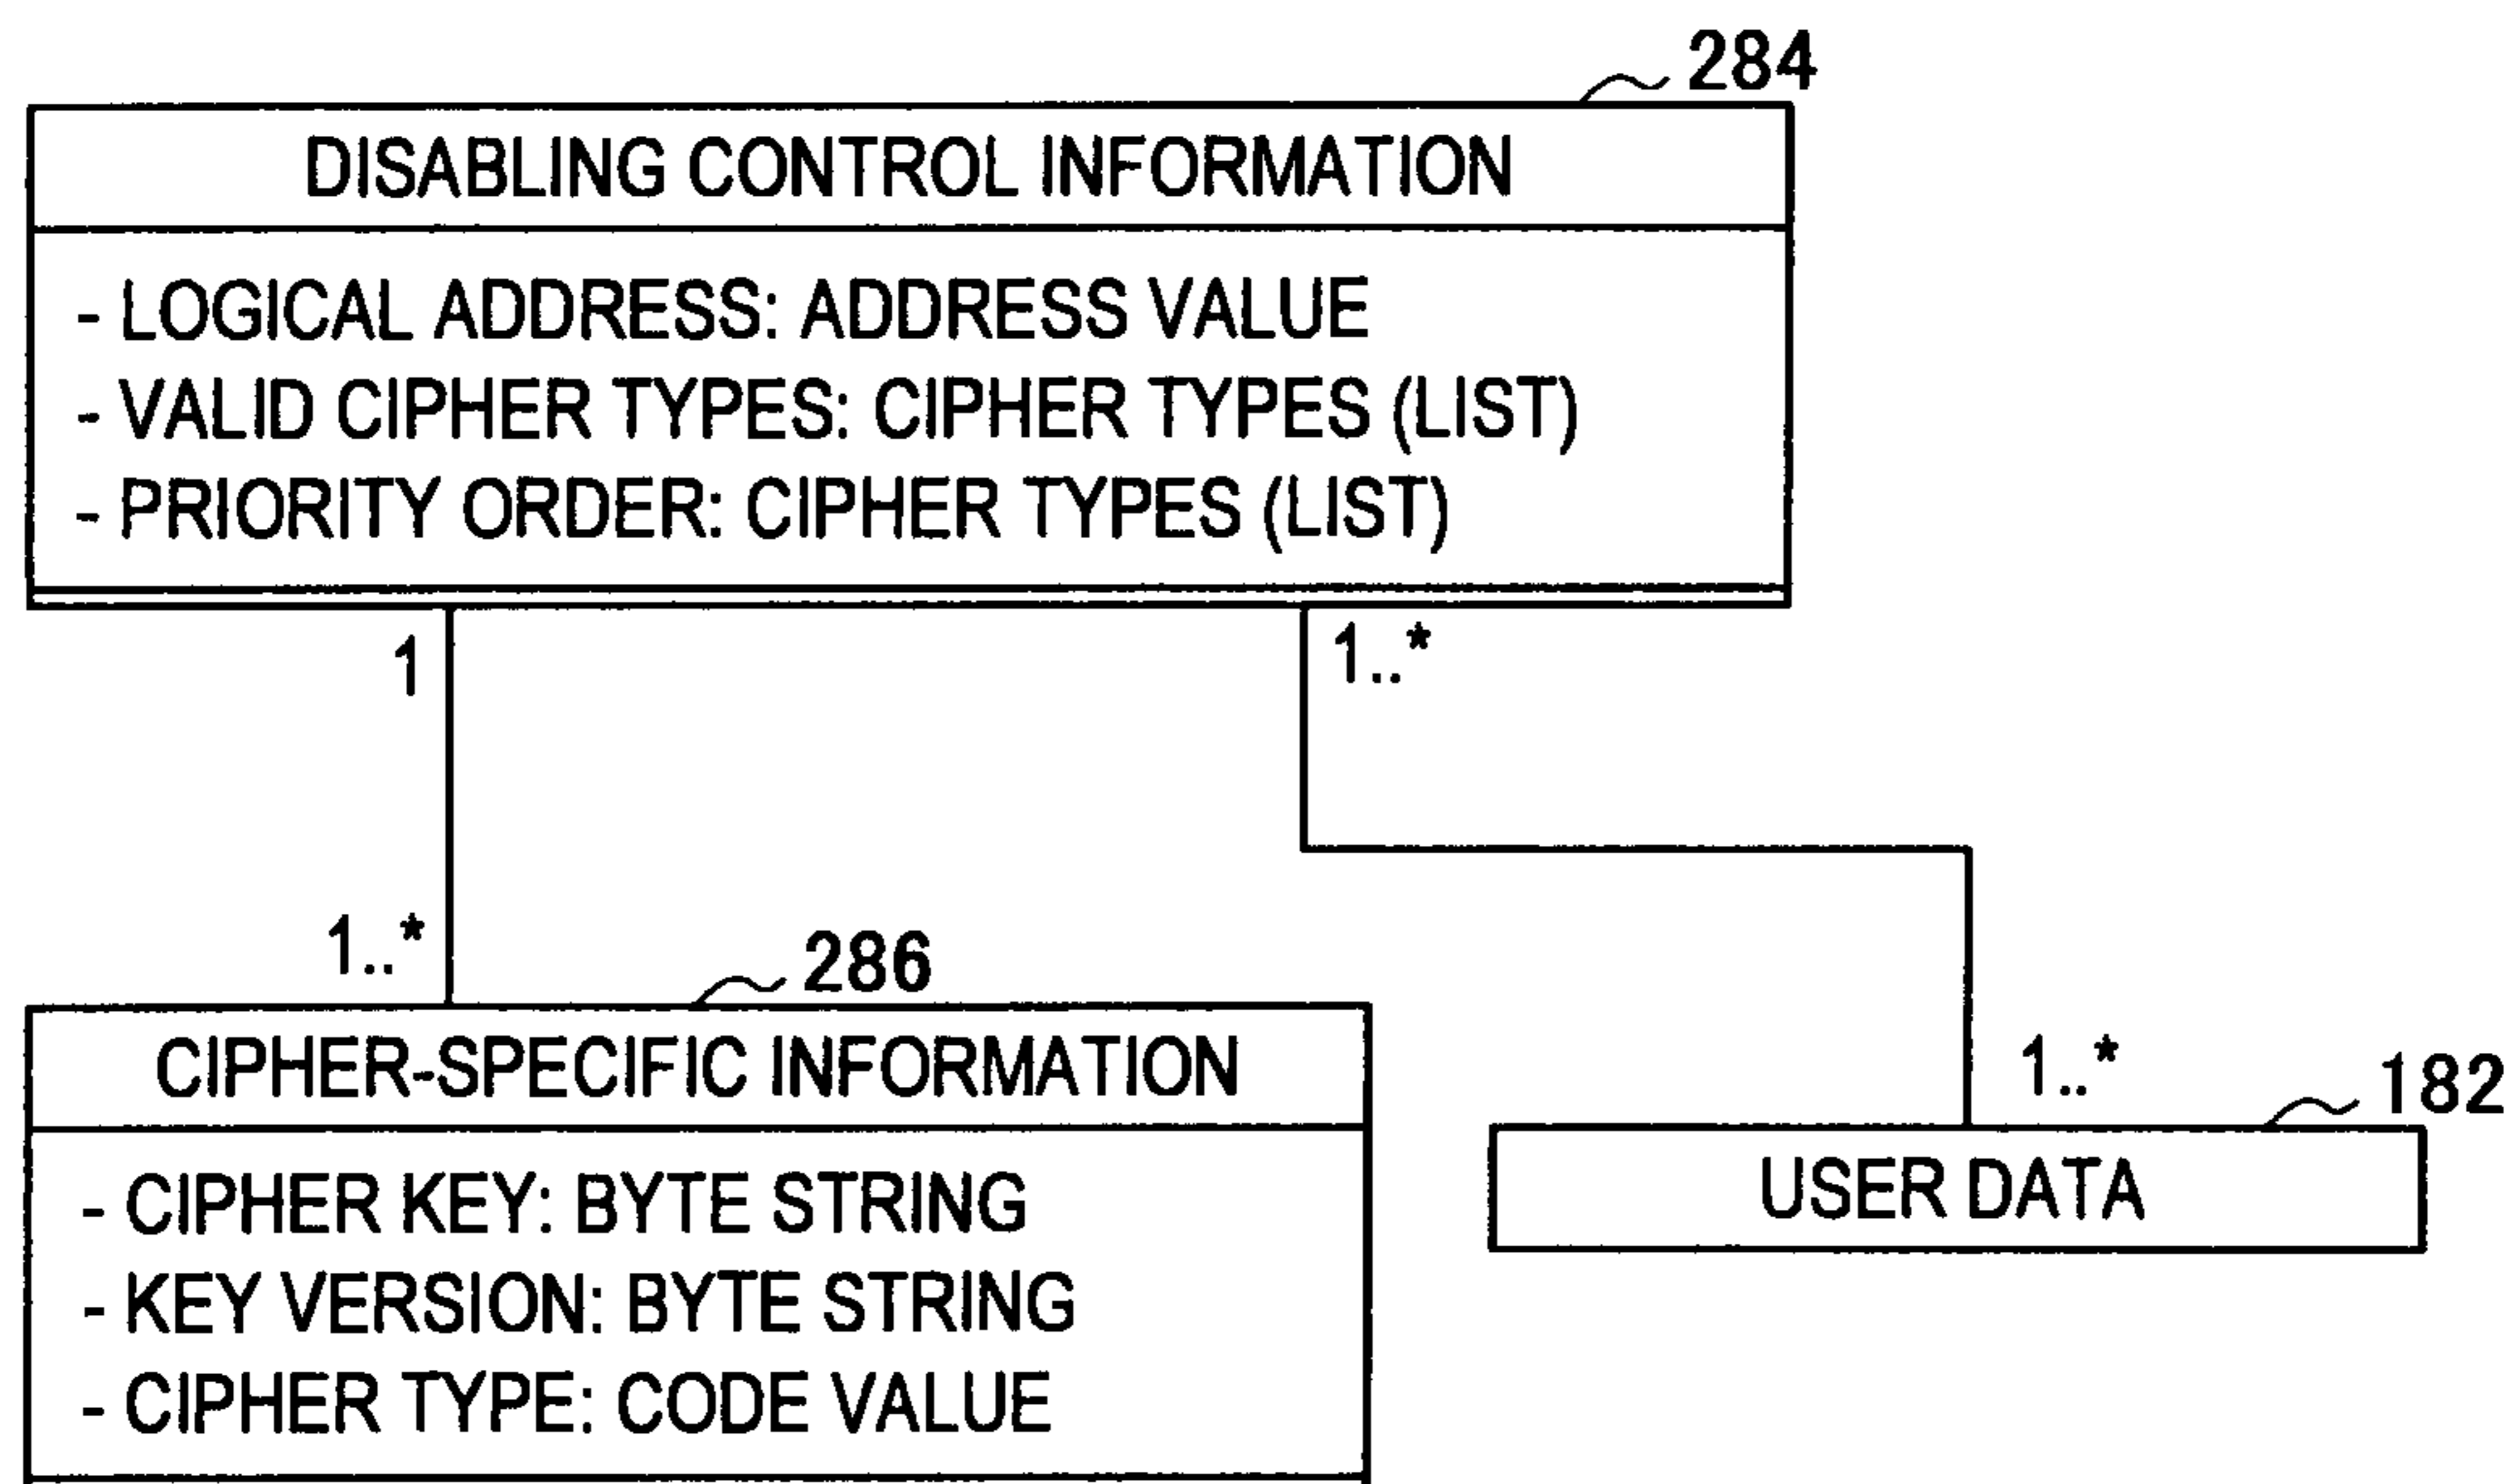 284
DISABLING CONTROL INFORMATION
- LOGICAL ADDRESS: ADDRESS VALUE
- VALID CIPHER TYPES: CIPHER TYPES (LIST)
- PRIORITY ORDER: CIPHER TYPES (LIST)
1
1..*
1..*
286
CIPHER-SPECIFIC INFORMATION
- CIPHER KEY: BYTE STRING
- KEY VERSION: BYTE STRING
- CIPHER TYPE: CODE VALUE
1..*
182
USER DATA